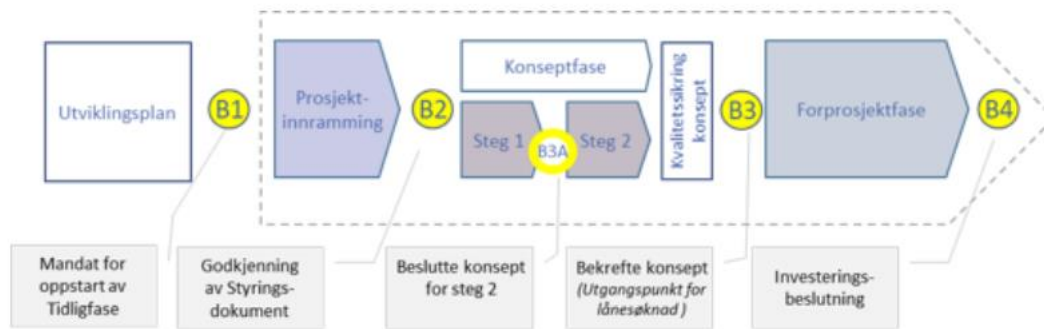 Utviklingsplan
B1
Prosjekt-
innramming
B2
Konseptfase
Steg 1
B3A
Steg 2
Kvalitetssikring
konsept
B3
Forprosjektfase
B4
Mandat for
oppstart av
Tidligfase
Godkjenning
av Styrings-
dokument
Beslutte konsept
for steg 2
Bekrefte konsept
(Utgangspunkt for
lånesøknad )
Investerings-
beslutning